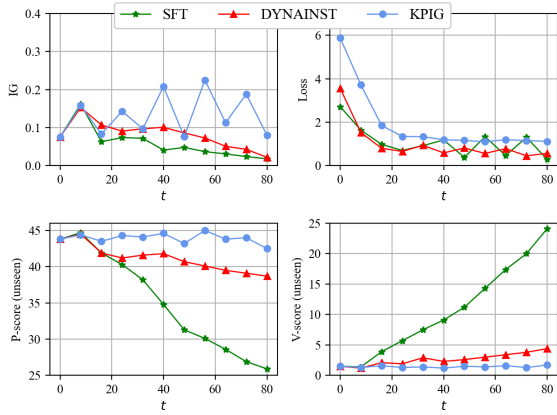 SFT DYNAINST KPIG
0.4
0.3
0.2
0.1
0.0
IG
0 20 40 60 80
t
6
4
2
0
Loss
0 20 40 60 80
t
45
40
35
30
25
P-score (unseen)
0 20 40 60 80
t
25
20
15
10
5
0
V-score (unseen)
0 20 40 60 80
t